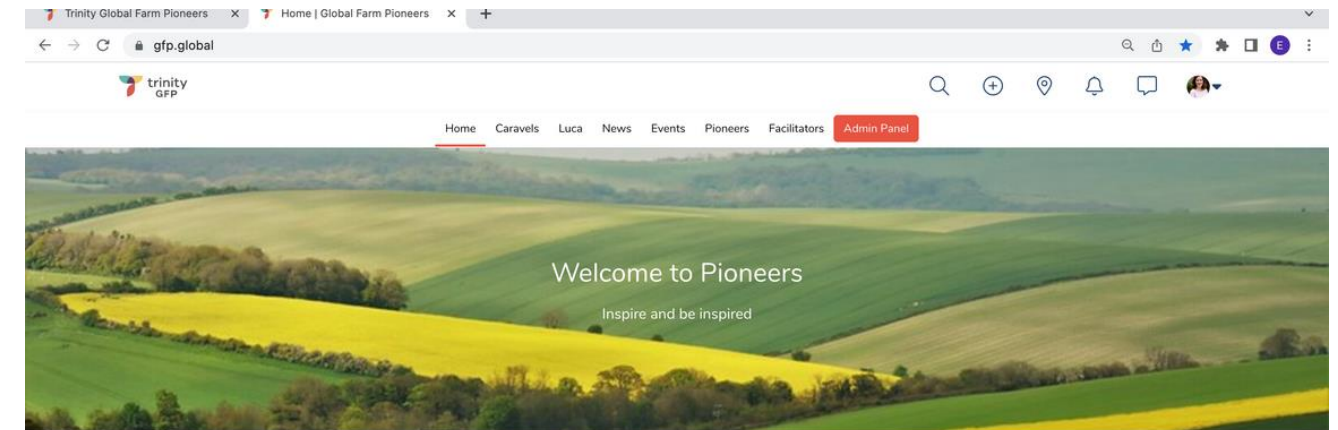 Trinity Global Farm Pioneers
Home | Global Farm Pioneers
gfp.global
E
trinity
GFP
Home Caravels Luca News Events Pioneers Facilitators Admin Panel
Welcome to Pioneers
Inspire and be inspired